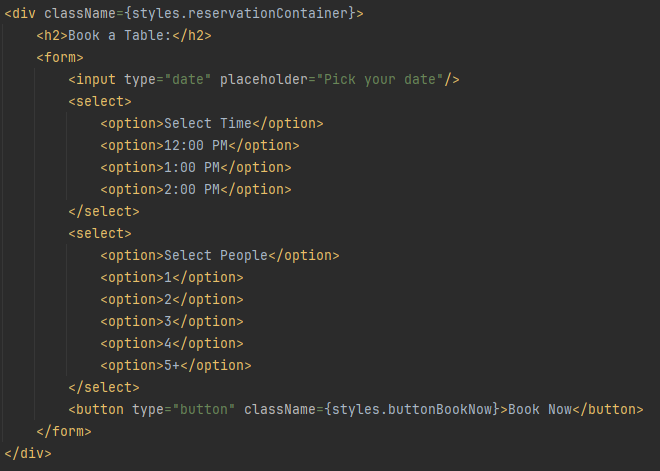 <div className={styles.reservationContainer}>
    <h2>Book a Table:</h2>
    <form>
        <input type="date" placeholder="Pick your date"/>
        <select>
            <option>Select Time</option>
            <option>12:00 PM</option>
            <option>1:00 PM</option>
            <option>2:00 PM</option>
        </select>
        <select>
            <option>Select People</option>
            <option>1</option>
            <option>2</option>
            <option>3</option>
            <option>4</option>
            <option>5+</option>
        </select>
        <button type="button" className={styles.buttonBookNow}>Book Now</button>
    </form>
</div>